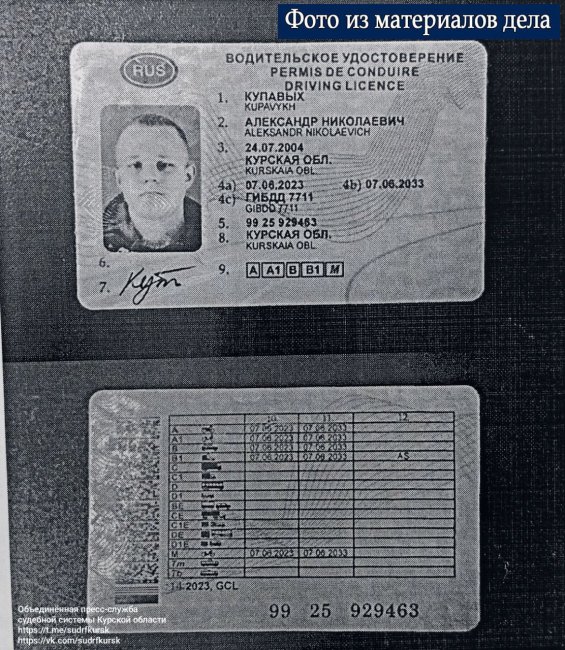 Фото из материалов дела
RUS
ВОДИТЕЛЬСКОЕ УДОСТОВЕРЕНИЕ
PERMIS DE CONDUIRE
DRIVING LICENCE
1. КУПАВЫХ
KUPAVYKH
2. АЛЕКСАНДР НИКОЛАЕВИЧ
ALEKSANDR NIKOLAEVICH
3. 24.07.2004
КУРСКАЯ ОБЛ.
KURSKAIA OBL.
4a) 07.06.2023 4b) 07.06.2033
4c) ГИБДД 7711
GIBDD 7711
5. 99 25 929463
8. КУРСКАЯ ОБЛ.
KURSKAIA OBL.
6.
7.
9. A A1 B B1 M
10. 11. 12.
A 07.06.2023 07.06.2033
A1 07.06.2023 07.06.2033
B 07.06.2023 07.06.2033
B1 07.06.2023 07.06.2033 AS
C
D
D1
BE
CE
C1E
DE
D1E
M 07.06.2023 07.06.2033
Tm
Tb
14.2023, GCL
99 25 929463
Объединённая пресс-служба
судебной системы Курской области
https://t.me/sudrfkursk
https://vk.com/sudrfkursk